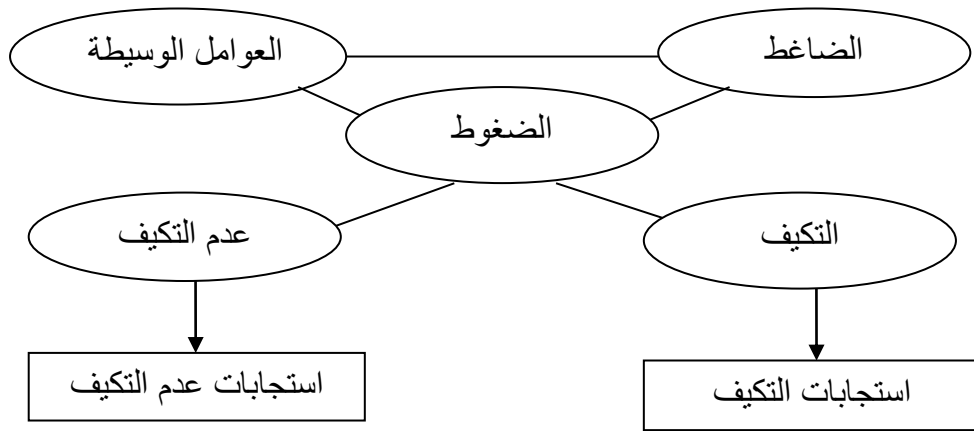 الضاغط
العوامل الوسيطة
الضغوط
التكيف
عدم التكيف
استجابات التكيف
استجابات عدم التكيف